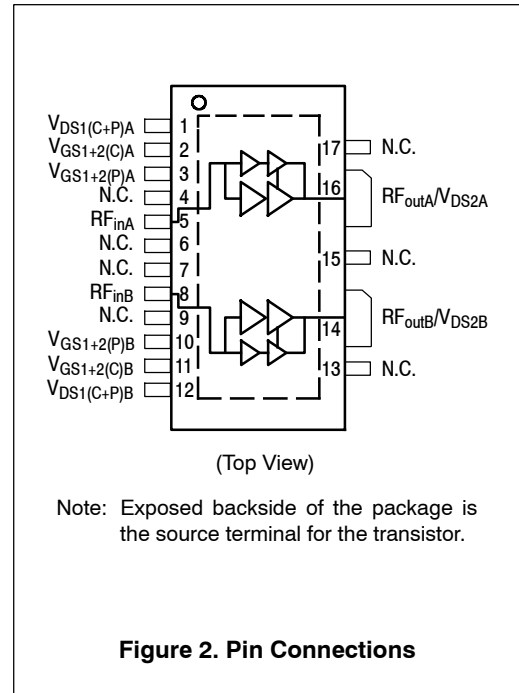 V_DS1(C+P)A 1
V_GS1+2(C)A 2
V_GS1+2(P)A 3
N.C. 4
RF_inA 5
N.C. 6
N.C. 7
RF_inB 8
N.C. 9
V_GS1+2(P)B 10
V_GS1+2(C)B 11
V_DS1(C+P)B 12
17 N.C.
16 RF_outA/V_DS2A
15 N.C.
14 RF_outB/V_DS2B
13 N.C.
(Top View)
Note: Exposed backside of the package is
the source terminal for the transistor.
Figure 2. Pin Connections